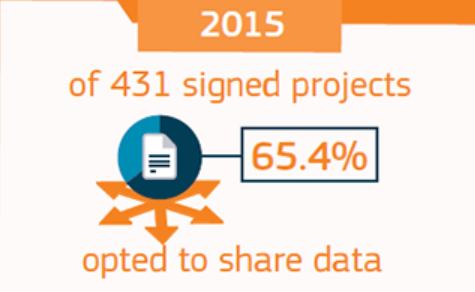 2015
of 431 signed projects
65.4%
opted to share data